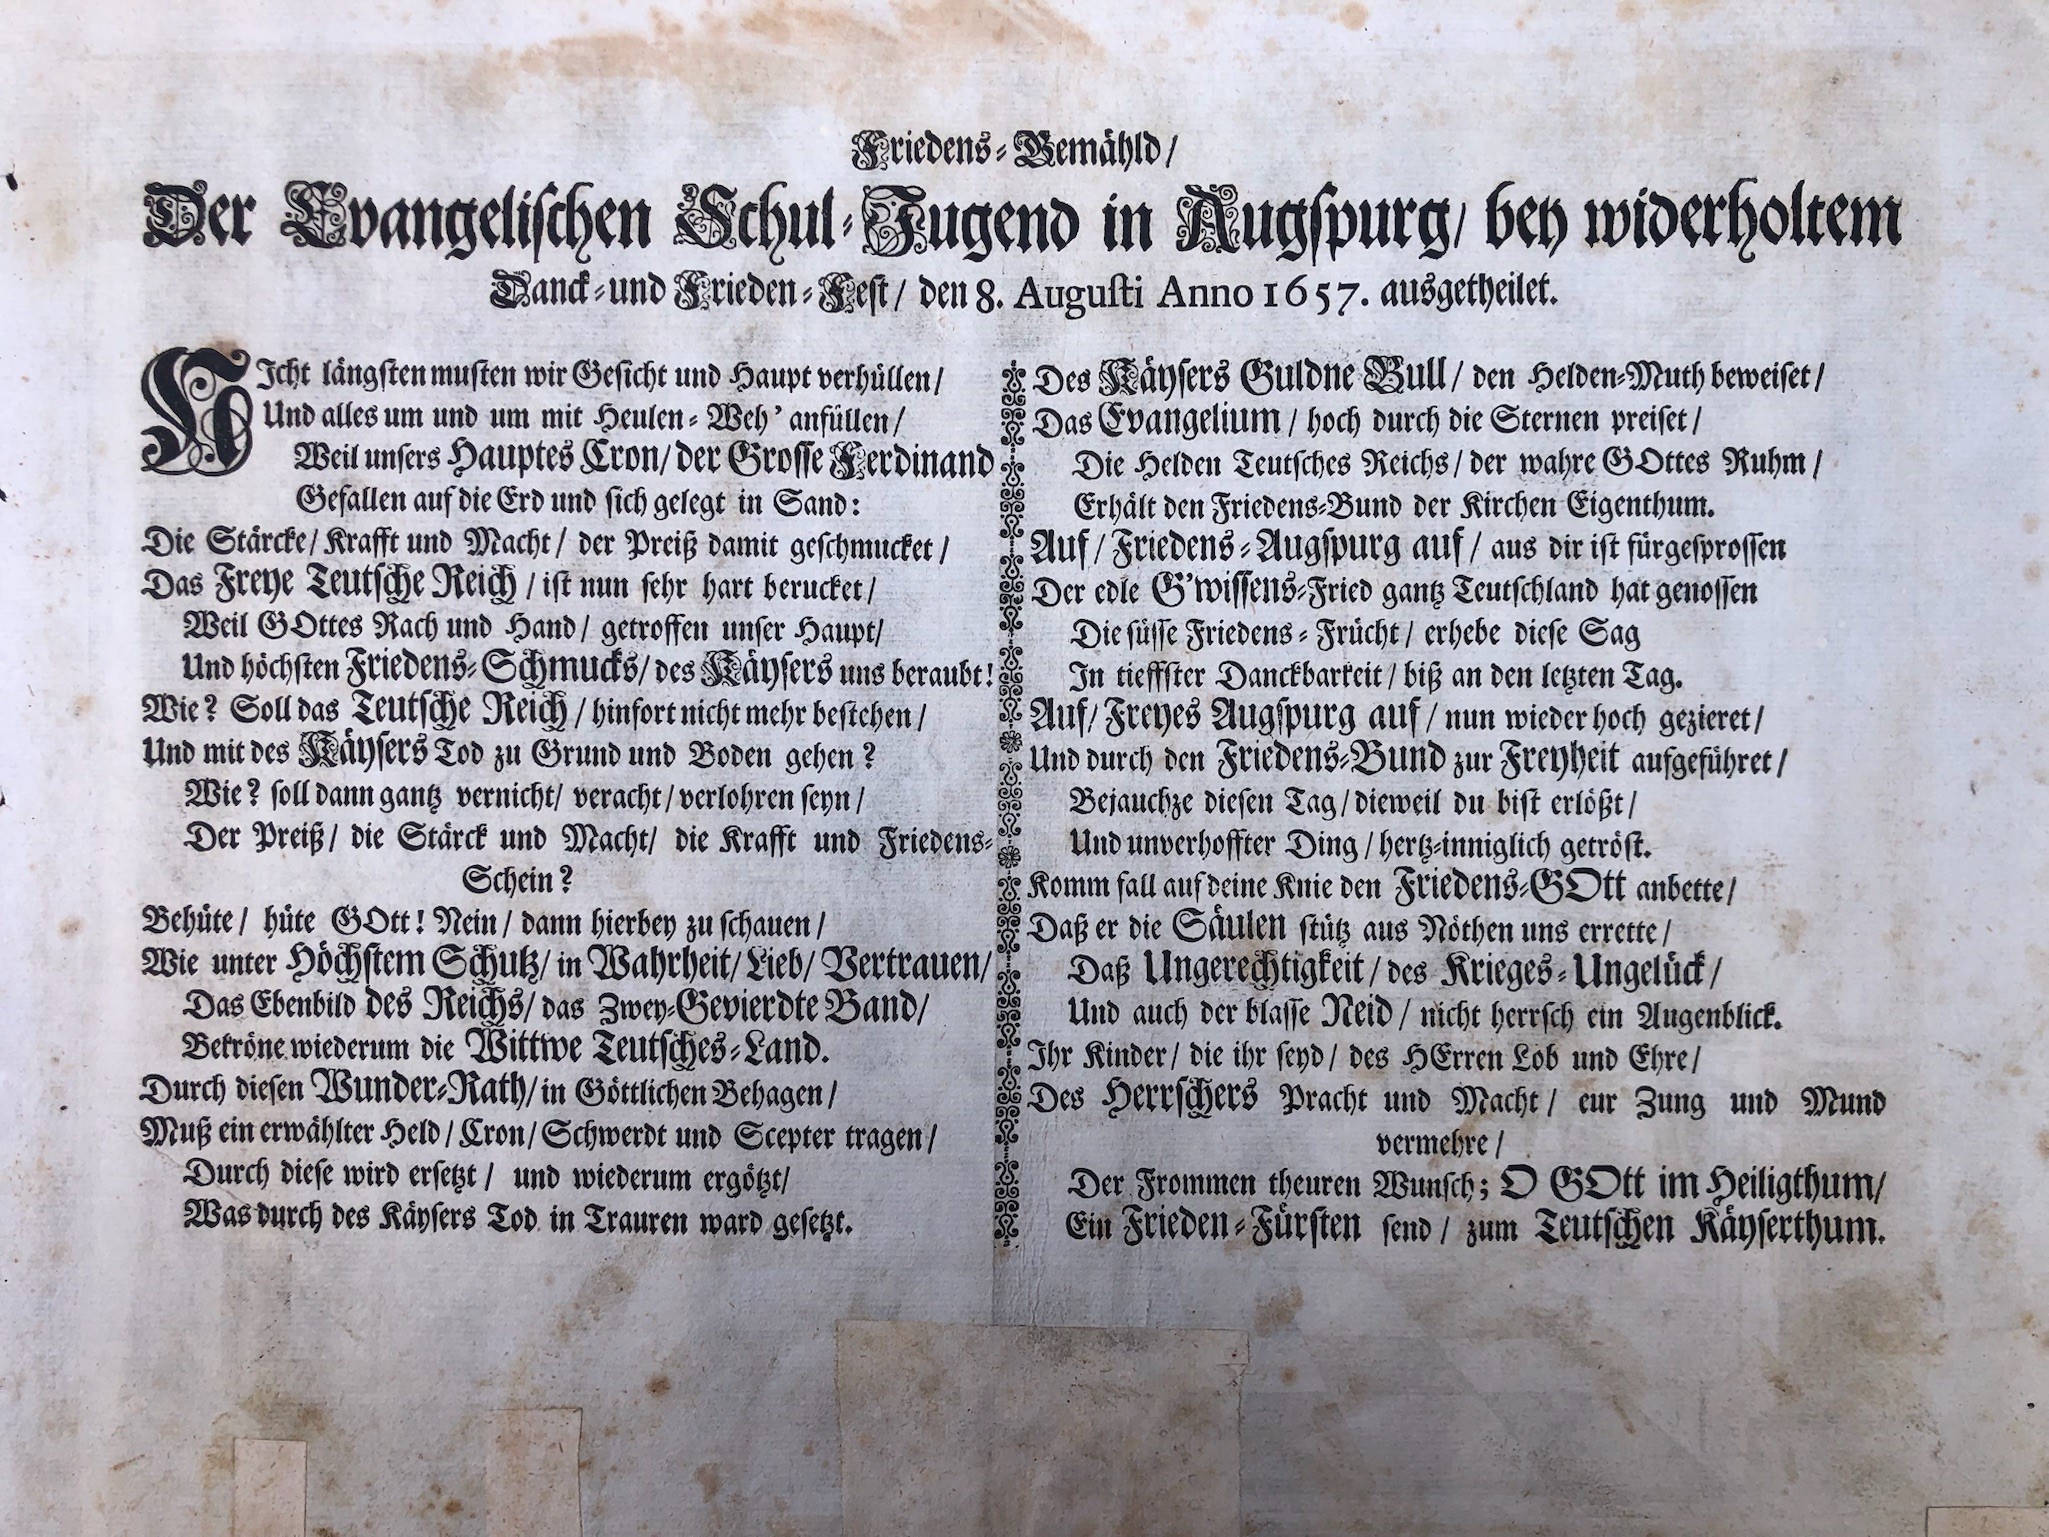 Friedens-Gemähld/
Der Evangelischen Schul-Jugend in Augspurg/ bey widerholtem
Danck-und Frieden-Fest/ den 8. Augusti Anno 1657. ausgetheilet.
NIcht längsten musten wir Gesicht und Haupt verhüllen/
Und alles um und um mit Heulen-Weh' anfüllen/
Weil unsers Hauptes Cron/ der Grosse Ferdinand
Gefallen auf die Erd und sich gelegt in Sand:
Die Stärcke/ Krafft und Macht/ der Preiß damit geschmucket/
Das Freye Teutsche Reich/ ist nun sehr hart berucket/
Weil GOttes Rach und Hand/ getroffen unser Haupt/
Und höchsten Friedens-Schmucks/ des Käysers uns beraubt!
Wie? Soll das Teutsche Reich/ hinfort nicht mehr bestehen/
Und mit des Käysers Tod zu Grund und Boden gehen?
Wie? soll dann gantz vernicht/ veracht/ verlohren seyn/
Der Preiß/ die Stärck und Macht/ die Krafft und Friedens-
Schein?
Behüte/ hüte GOtt! Nein/ dann hierbey zu schauen/
Wie unter Höchstem Schutz/ in Wahrheit/ Lieb/ Vertrauen/
Das Ebenbild des Reichs/ das Zwey-Gevierdte Band/
Bekröne wiederum die Wittwe Teutsches-Land.
Durch diesen Wunder-Rath/ in Göttlichen Behagen/
Muß ein erwählter Held/ Cron/ Schwerdt und Scepter tragen/
Durch diese wird ersetzt/ und wiederum ergötzt/
Was durch des Käysers Tod in Trauren ward gesetzt.
Des Käysers Guldne Bull/ den Helden-Muth beweiset/
Das Evangelium/ hoch durch die Sternen preiset/
Die Helden Teutsches Reichs/ der wahre GOttes Ruhm/
Erhält den Friedens-Bund der Kirchen Eigenthum.
Auf/ Friedens-Augspurg auf/ aus dir ist fürgesprossen
Der edle G'wissens-Fried gantz Teutschland hat genossen
Die süsse Friedens-Frücht/ erhebe diese Sag
In tieffster Danckbarkeit/ biß an den letzten Tag.
Auf/ Freyes Augspurg auf/ nun wieder hoch gezieret/
Und durch den Friedens-Bund zur Freyheit aufgeführet/
Bejauchze diesen Tag/ dieweil du bist erlößt/
Und unverhoffter Ding/ hertz-inniglich getröst.
Komm fall auf deine Knie den Friedens-GOtt anbette/
Daß er die Säulen stütz aus Nöthen uns errette/
Daß Ungerechtigkeit/ des Krieges-Ungelück/
Und auch der blasse Neid/ nicht herrsch ein Augenblick.
Ihr Kinder/ die ihr seyd/ des HErren Lob und Ehre/
Des Herrschers Pracht und Macht/ eur Zung und Mund
vermehre/
Der Frommen theuren Wunsch; O GOtt im Heiligthum/
Ein Frieden-Fürsten send/ zum Teutschen Käyserthum.